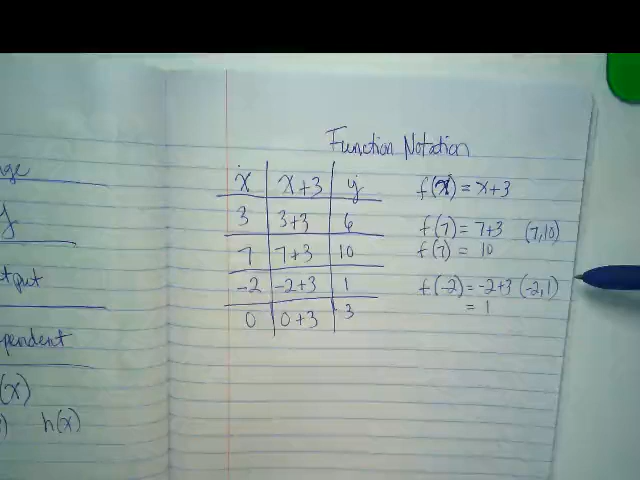 Function Notation
x | x+3 | y
3 | 3+3 | 6
7 | 7+3 | 10
-2 | -2+3 | 1
0 | 0+3 | 3
f(x) = x+3
f(7) = 7+3 (7,10)
f(7) = 10
f(-2) = -2+3 (-2,1)
= 1
y
(x)
h(x)